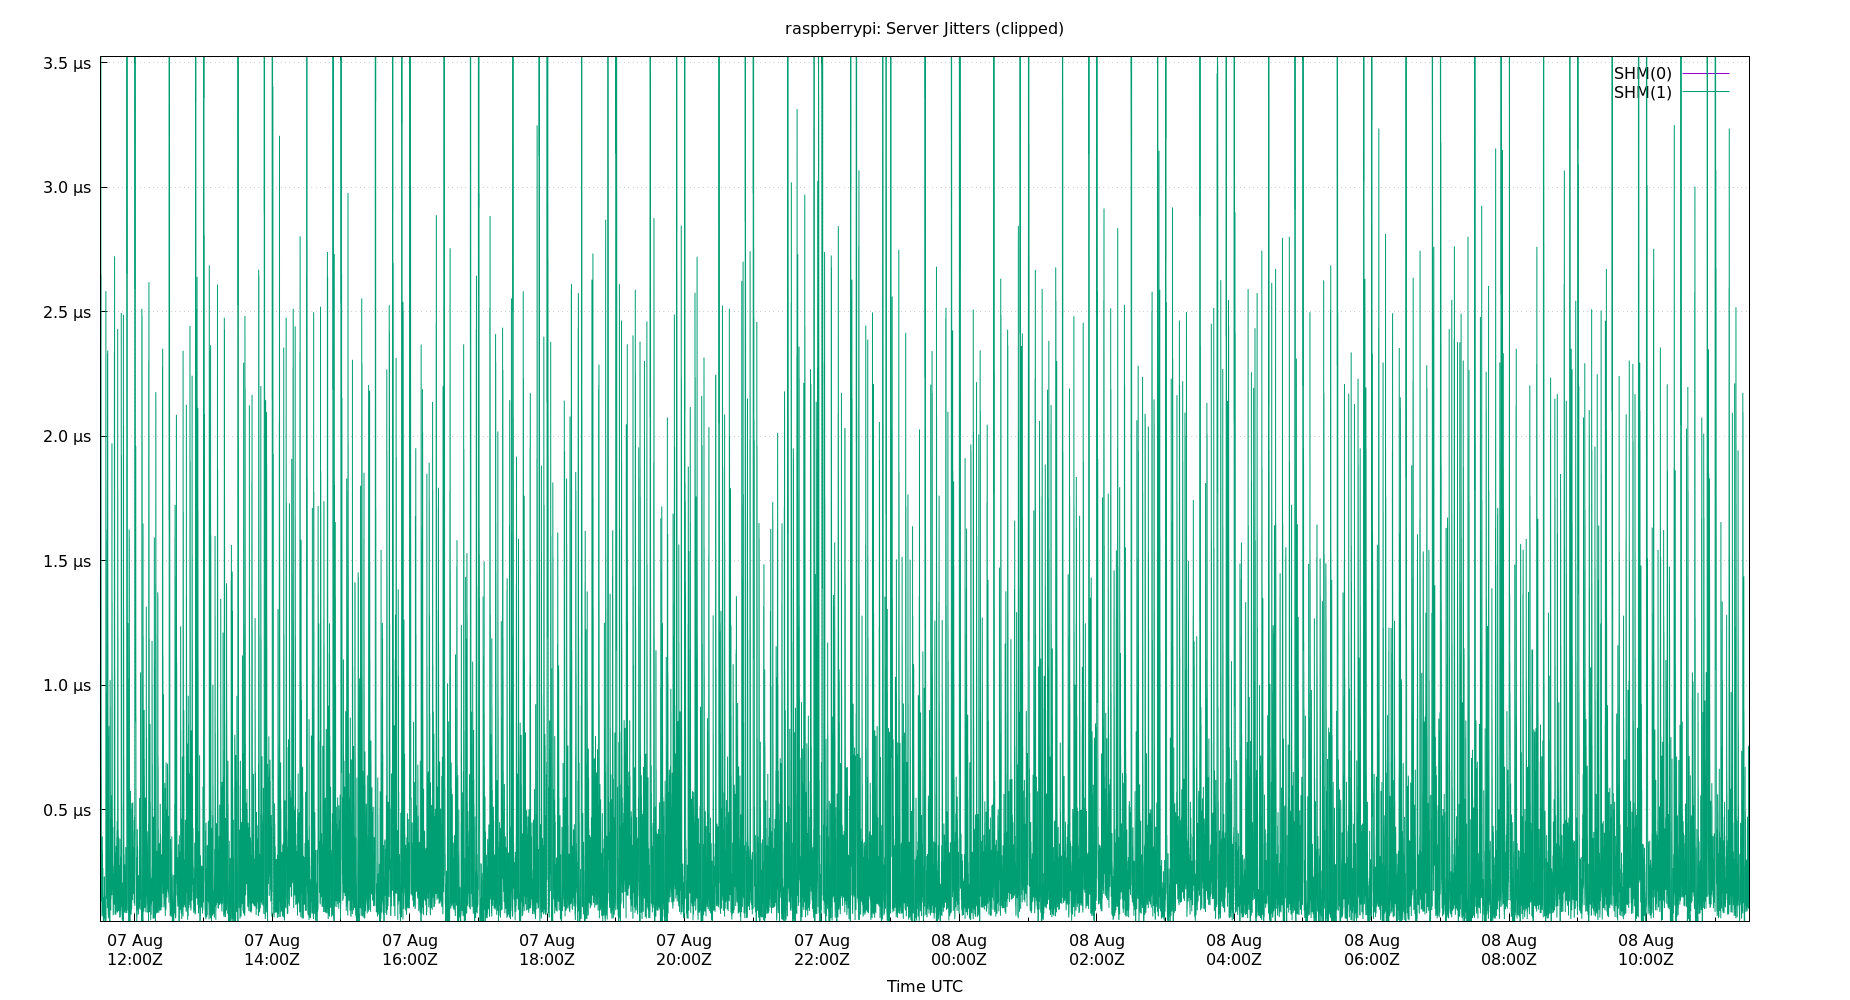 raspberrypi: Server Jitters (clipped)
3.5 μs
3.0 μs
2.5 μs
2.0 μs
1.5 μs
1.0 μs
0.5 μs
SHM(0)
SHM(1)
07 Aug 07 Aug 07 Aug 07 Aug 07 Aug 07 Aug 08 Aug 08 Aug 08 Aug 08 Aug 08 Aug 08 Aug
12:00Z 14:00Z 16:00Z 18:00Z 20:00Z 22:00Z 00:00Z 02:00Z 04:00Z 06:00Z 08:00Z 10:00Z
Time UTC